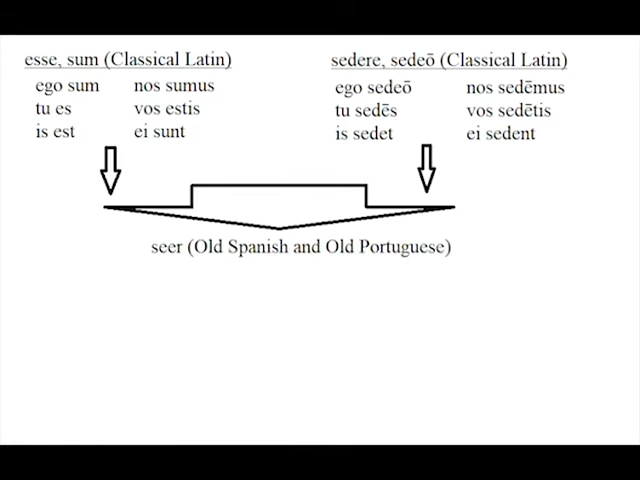 esse, sum (Classical Latin)
ego sum nos sumus
tu es vos estis
is est ei sunt
sedere, sedeō (Classical Latin)
ego sedeō nos sedēmus
tu sedēs vos sedētis
is sedet ei sedent
seer (Old Spanish and Old Portuguese)